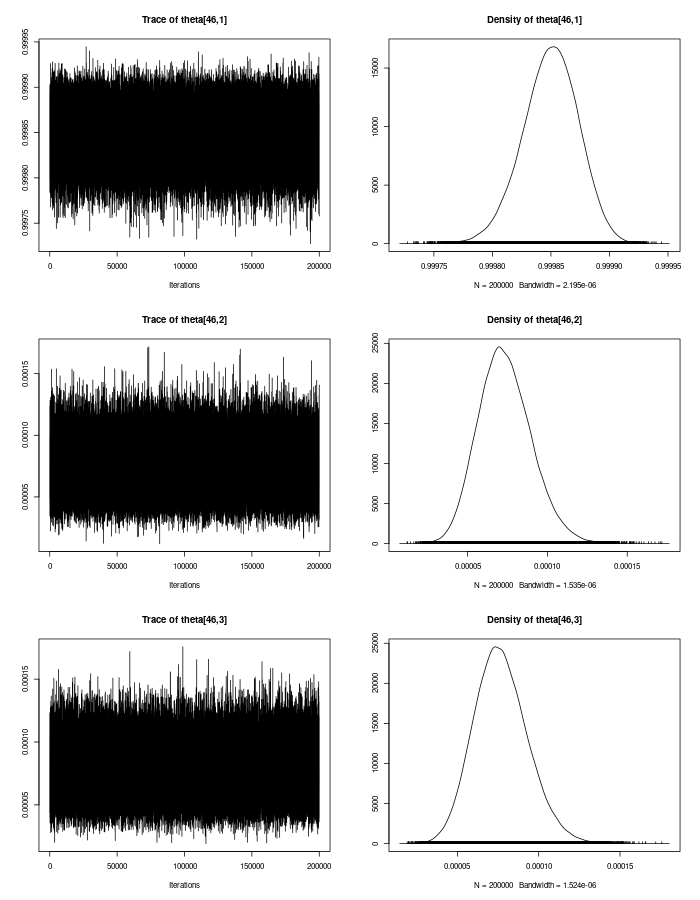 Trace of theta[46,1]
0.99975 0.99980 0.99985 0.99990 0.99995
0 50000 100000 150000 200000
Iterations
Density of theta[46,1]
0 5000 10000 15000
0.99975 0.99980 0.99985 0.99990 0.99995
N = 200000 Bandwidth = 2.195e-06
Trace of theta[46,2]
0.00005 0.00010 0.00015
0 50000 100000 150000 200000
Iterations
Density of theta[46,2]
0 5000 10000 15000 20000 25000
0.00005 0.00010 0.00015
N = 200000 Bandwidth = 1.535e-06
Trace of theta[46,3]
0.00005 0.00010 0.00015
0 50000 100000 150000 200000
Iterations
Density of theta[46,3]
0 5000 10000 15000 20000 25000
0.00005 0.00010 0.00015
N = 200000 Bandwidth = 1.524e-06